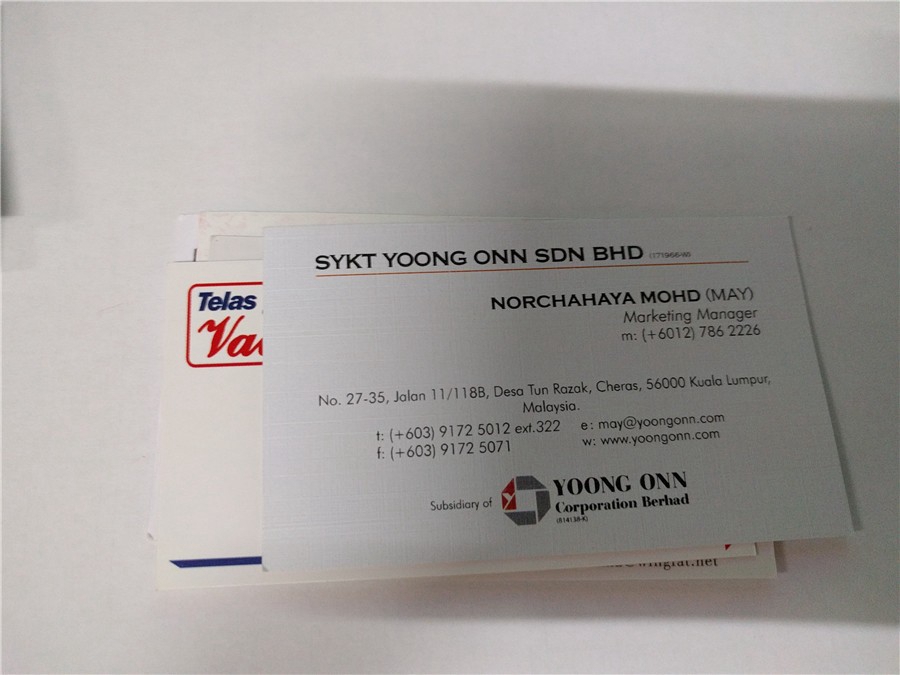 SYKT YOONG ONN SDN BHD
NORCHAHAYA MOHD (MAY)
Marketing Manager
m: (+6012) 786 2226
No. 27-35, Jalan 11/118B, Desa Tun Razak, Cheras, 56000 Kuala Lumpur,
Malaysia.
t: (+603) 9172 5012 ext.322 e: may@yoongonn.com
f: (+603) 9172 5071 w: www.yoongonn.com
Subsidiary of
Y
YOONG ONN
Corporation Berhad
(814138-K)
Telas
Va